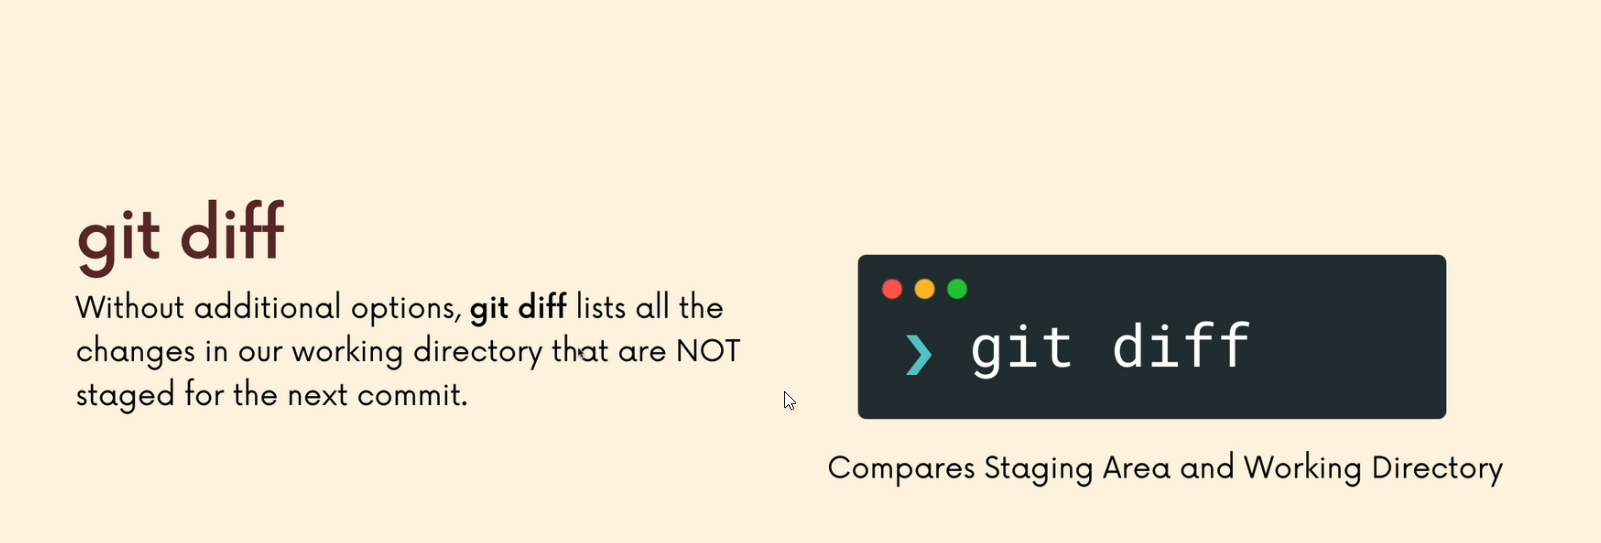 git diff
Without additional options, git diff lists all the
changes in our working directory that are NOT
staged for the next commit.
❯ git diff
Compares Staging Area and Working Directory